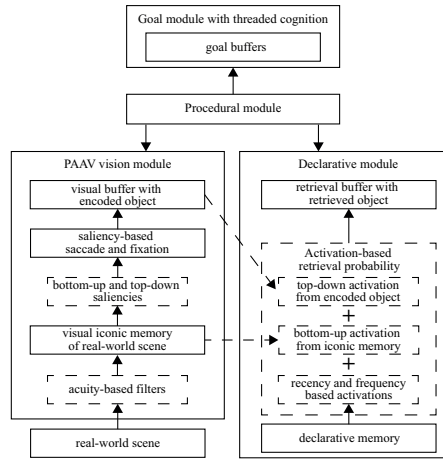 Goal module with threaded cognition
goal buffers
Procedural module
PAAV vision module
visual buffer with
encoded object
saliency-based
saccade and fixation
bottom-up and top-down
saliencies
visual iconic memory
of real-world scene
acuity-based filters
real-world scene
Declarative module
retrieval buffer with
retrieved object
Activation-based
retrieval probability
top-down activation
from encoded object
+
bottom-up activation
from iconic memory
+
recency and frequency
based activations
declarative memory